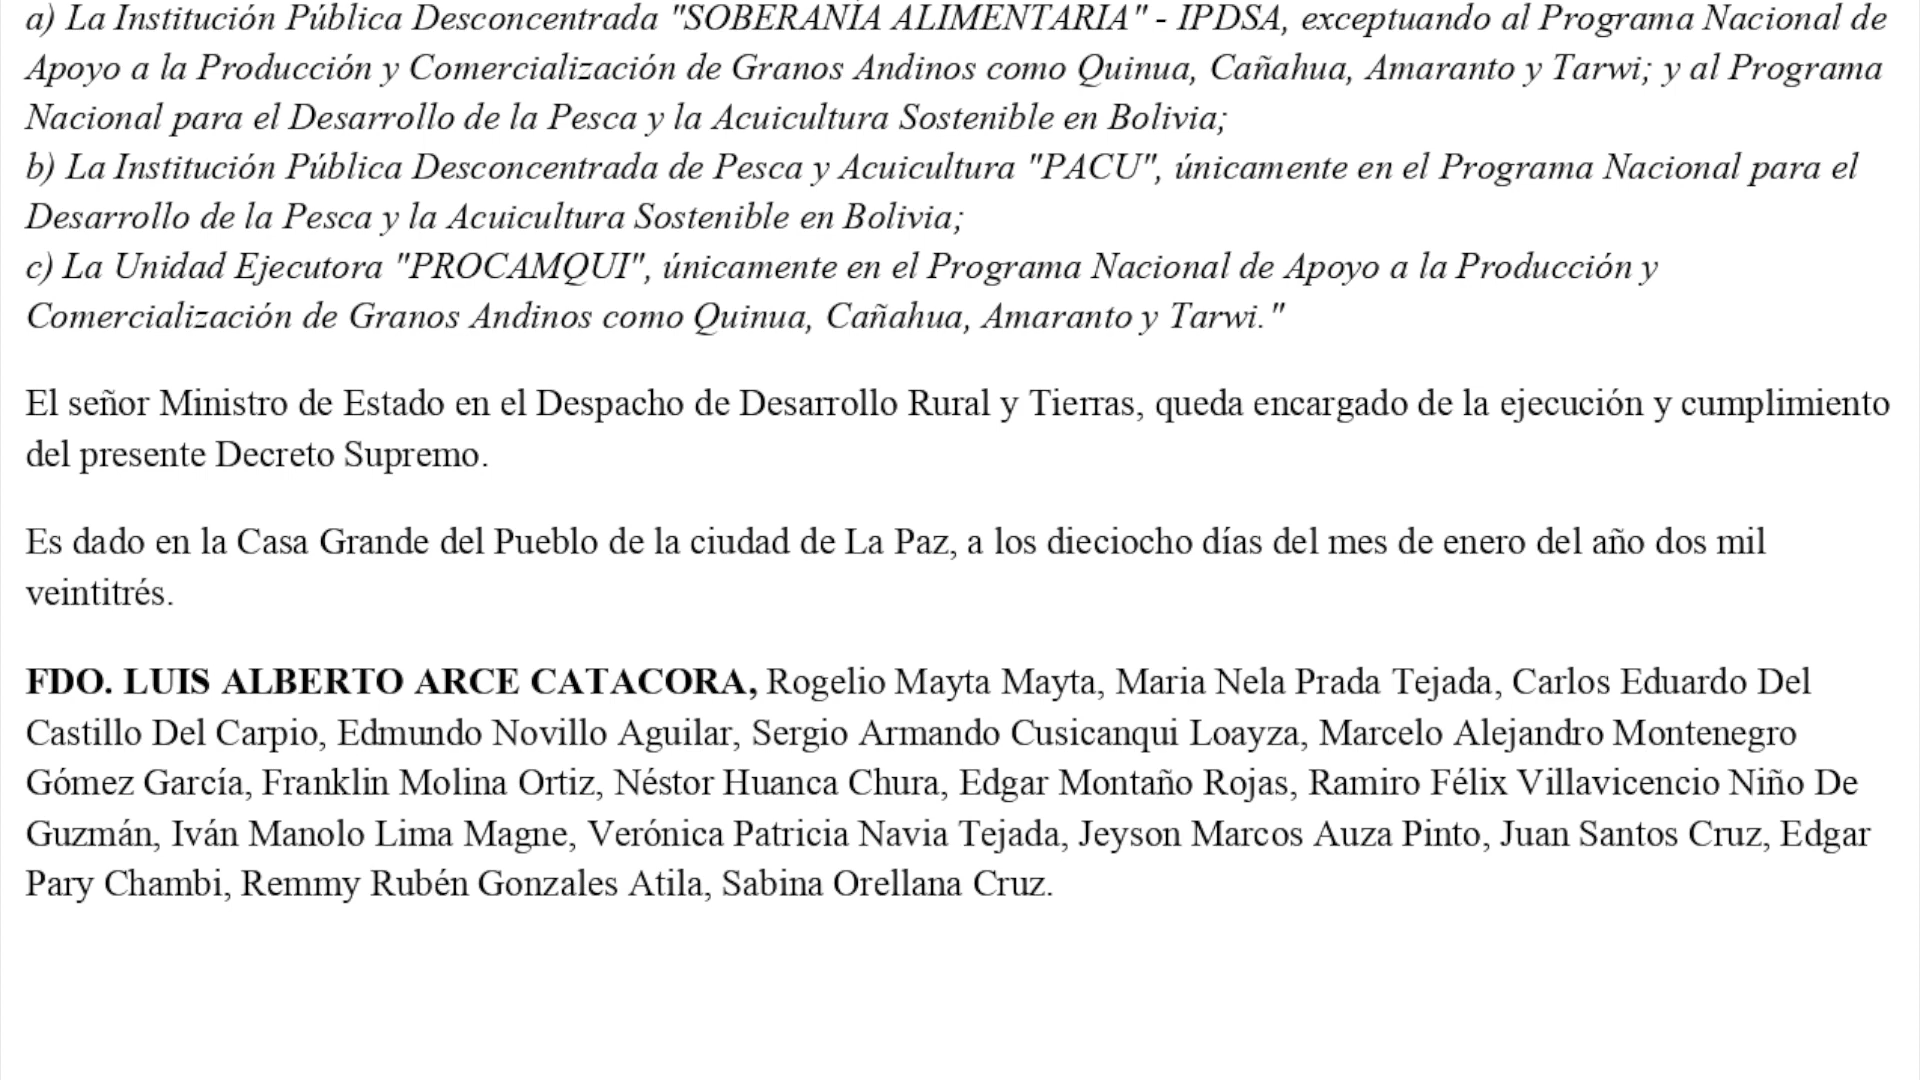 a) La Institución Pública Desconcentrada "SOBERANÍA ALIMENTARIA" - IPDSA, exceptuando al Programa Nacional de
Apoyo a la Producción y Comercialización de Granos Andinos como Quinua, Cañahua, Amaranto y Tarwi; y al Programa
Nacional para el Desarrollo de la Pesca y la Acuicultura Sostenible en Bolivia;
b) La Institución Pública Desconcentrada de Pesca y Acuicultura "PACU", únicamente en el Programa Nacional para el
Desarrollo de la Pesca y la Acuicultura Sostenible en Bolivia;
c) La Unidad Ejecutora "PROCAMQUI", únicamente en el Programa Nacional de Apoyo a la Producción y
Comercialización de Granos Andinos como Quinua, Cañahua, Amaranto y Tarwi."
El señor Ministro de Estado en el Despacho de Desarrollo Rural y Tierras, queda encargado de la ejecución y cumplimiento
del presente Decreto Supremo.
Es dado en la Casa Grande del Pueblo de la ciudad de La Paz, a los dieciocho días del mes de enero del año dos mil
veintitrés.
FDO. LUIS ALBERTO ARCE CATACORA, Rogelio Mayta Mayta, Maria Nela Prada Tejada, Carlos Eduardo Del
Castillo Del Carpio, Edmundo Novillo Aguilar, Sergio Armando Cusicanqui Loayza, Marcelo Alejandro Montenegro
Gómez García, Franklin Molina Ortiz, Néstor Huanca Chura, Edgar Montaño Rojas, Ramiro Félix Villavicencio Niño De
Guzmán, Iván Manolo Lima Magne, Verónica Patricia Navia Tejada, Jeyson Marcos Auza Pinto, Juan Santos Cruz, Edgar
Pary Chambi, Remmy Rubén Gonzales Atila, Sabina Orellana Cruz.